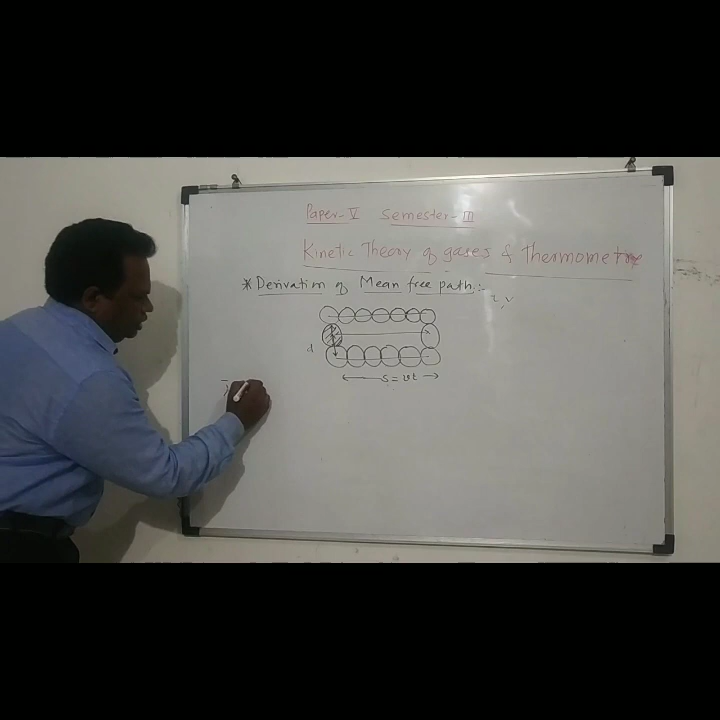 Paper-V Semester-III
Kinetic Theory of gases & Thermometry
* Derivation of Mean free path:-
d
S = vt